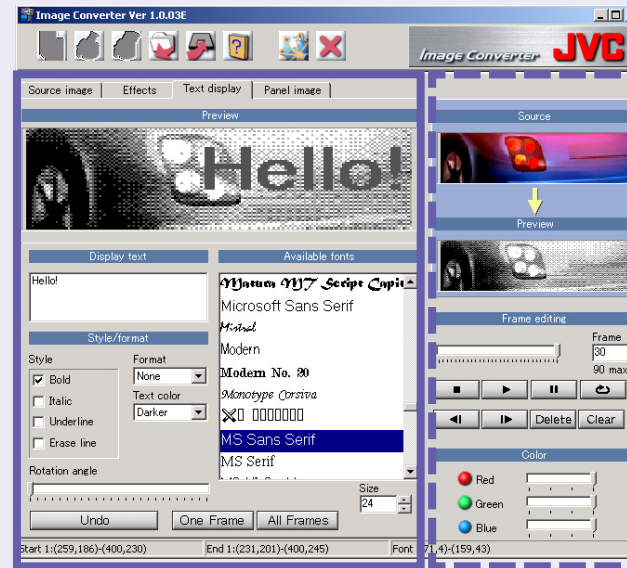 Image Converter Ver 1.0.03E
Image Converter JVC
Source image Effects Text display Panel image
Preview
Hello!
Display text
Hello!
Style/format
Style
Bold
Italic
Underline
Erase line
Format
None
Text color
Darker
Rotation angle
Available fonts
Matura MT Script Capit
Microsoft Sans Serif
Mistral
Modern
Modern No. 20
Monotype Corsiva
MS Sans Serif
MS Serif
Size
24
Undo One Frame All Frames
Start 1:(259,186)-(400,230) End 1:(231,201)-(400,245) Font 71,4)-(159,43)
Source
Preview
Frame editing
Frame
30
90 max
Delete Clear
Color
Red
Green
Blue